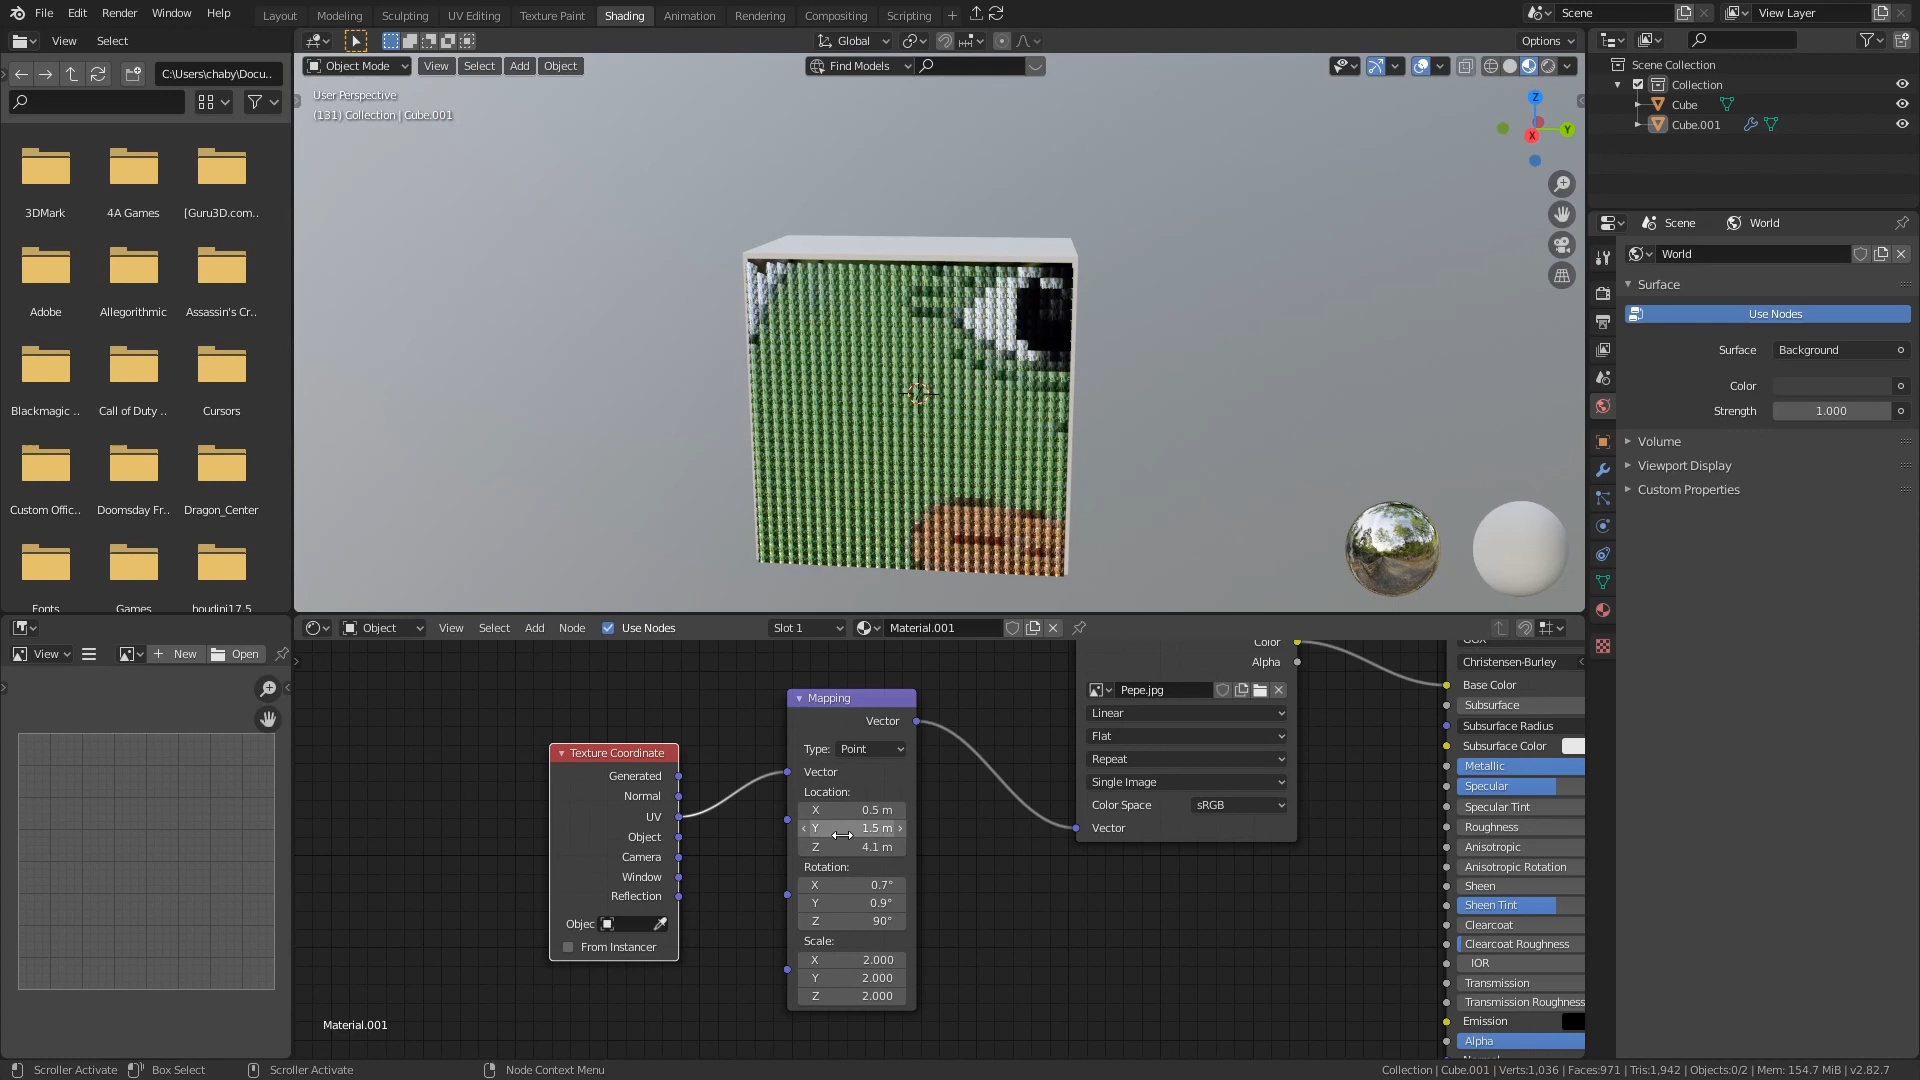 File Edit Render Window Help
Layout Modeling Sculpting UV Editing Texture Paint Shading Animation Rendering Compositing Scripting
Scene
View Layer
View Select
Global
Options
C:\Users\chaby\Docu..
Object Mode View Select Add Object
Find Models
User Perspective
(131) Collection | Cube.001
Z
Y
X
3DMark 4A Games [Guru3D.com..
Adobe Allegorithmic Assassin's Cr..
Blackmagic .. Call of Duty .. Cursors
Custom Offic.. Doomsday Fr.. Dragon_Center
Fonts Games houdini17.5
Scene Collection
Collection
Cube
Cube.001
Scene World
World
Surface
Use Nodes
Surface Background
Color
Strength 1.000
Volume
Viewport Display
Custom Properties
View New Open
Object View Select Add Node Use Nodes
Slot 1
Material.001
Texture Coordinate
Generated
Normal
UV
Object
Camera
Window
Reflection
Objec
From Instancer
Mapping
Vector
Type: Point
Vector
Location:
X 0.5 m
Y 1.5 m
Z 4.1 m
Rotation:
X 0.7°
Y 0.9°
Z 90°
Scale:
X 2.000
Y 2.000
Z 2.000
Color
Alpha
Pepe.jpg
Linear
Flat
Repeat
Single Image
Color Space sRGB
Vector
GGX
Christensen-Burley
Base Color
Subsurface
Subsurface Radius
Subsurface Color
Metallic
Specular
Specular Tint
Roughness
Anisotropic
Anisotropic Rotation
Sheen
Sheen Tint
Clearcoat
Clearcoat Roughness
IOR
Transmission
Transmission Roughness
Emission
Alpha
Normal
Material.001
Scroller Activate Box Select Scroller Activate Node Context Menu
Collection | Cube.001 | Verts:1,036 | Faces:971 | Tris:1,942 | Objects:0/2 | Mem: 154.7 MiB | v2.82.7